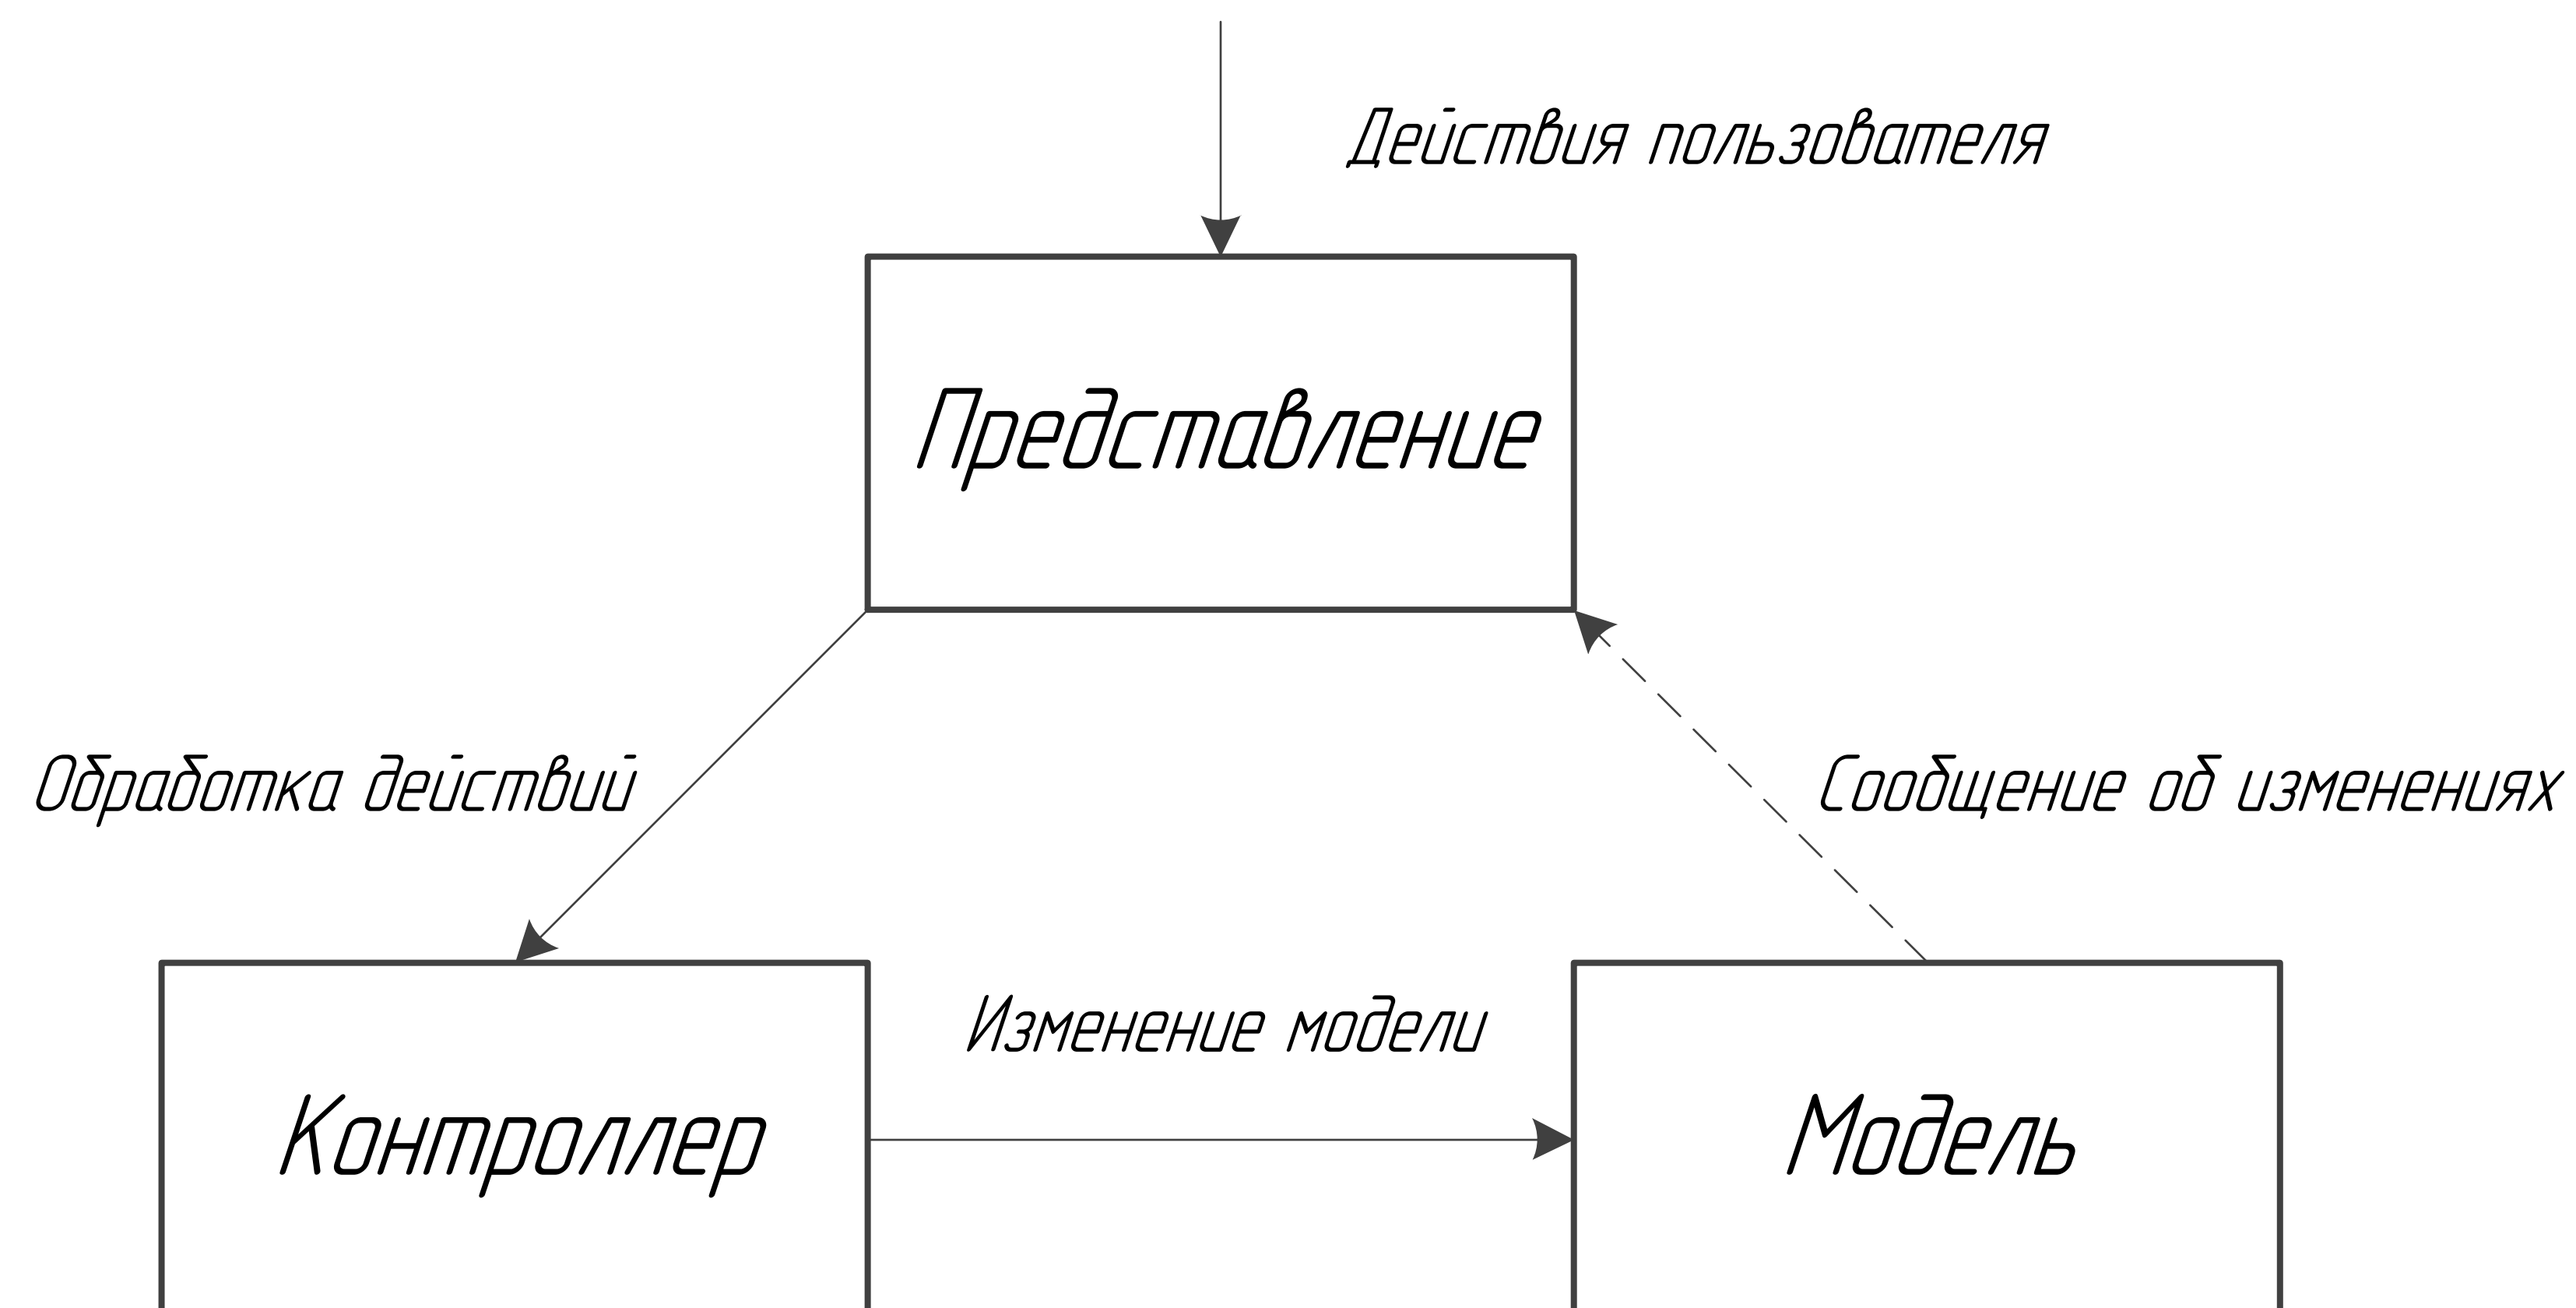 Действия пользователя
Представление
Обработка действий
Сообщение об изменениях
Изменение модели
Контроллер
Модель